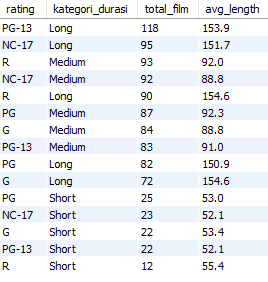 rating kategori_durasi total_film avg_length
PG-13 Long 118 153.9
NC-17 Long 95 151.7
R Medium 93 92.0
NC-17 Medium 92 88.8
R Long 90 154.6
PG Medium 87 92.3
G Medium 84 88.8
PG-13 Medium 83 91.0
PG Long 82 150.9
G Long 72 154.6
PG Short 25 53.0
NC-17 Short 23 52.1
G Short 22 53.4
PG-13 Short 22 52.1
R Short 12 55.4